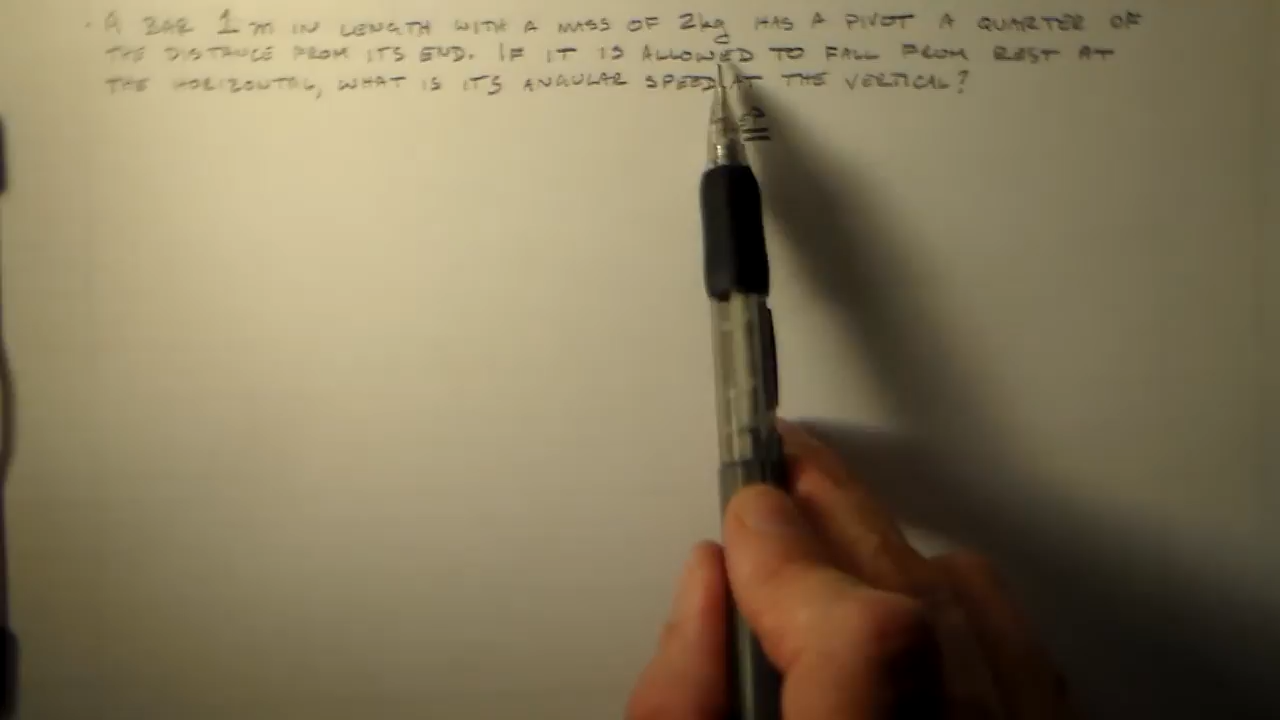 A BAR 1 m IN LENGTH WITH A MASS OF 2kg HAS A PIVOT A QUARTER OF
THE DISTANCE FROM ITS END. IF IT IS ALLOWED TO FALL FROM REST AT
THE HORIZONTAL, WHAT IS ITS ANGULAR SPEED AT THE VERTICAL?